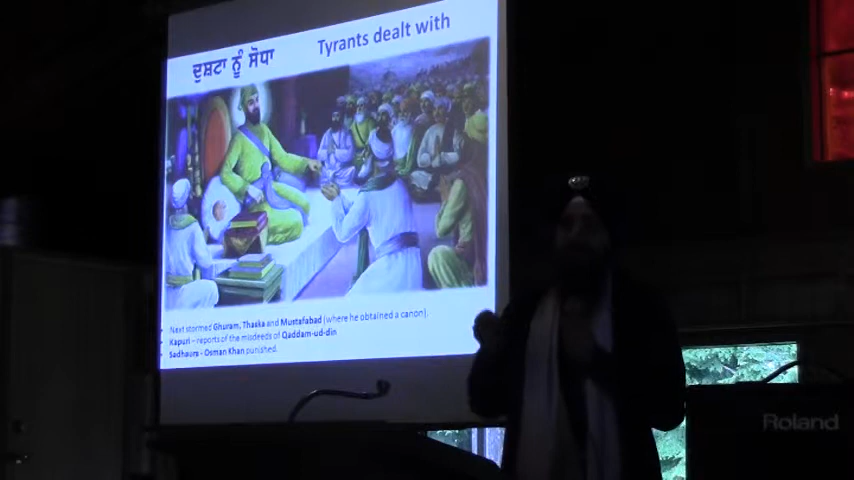 ਦੁਸ਼ਟਾ ਨੂੰ ਸੋਧਾ
Tyrants dealt with
Next stormed Ghuram, Thaska and Mustafabad (where he obtained a canon).
Kapuri – reports of the misdeeds of Qaddam-ud-din
Sadhaura - Osman Khan punished.
Roland